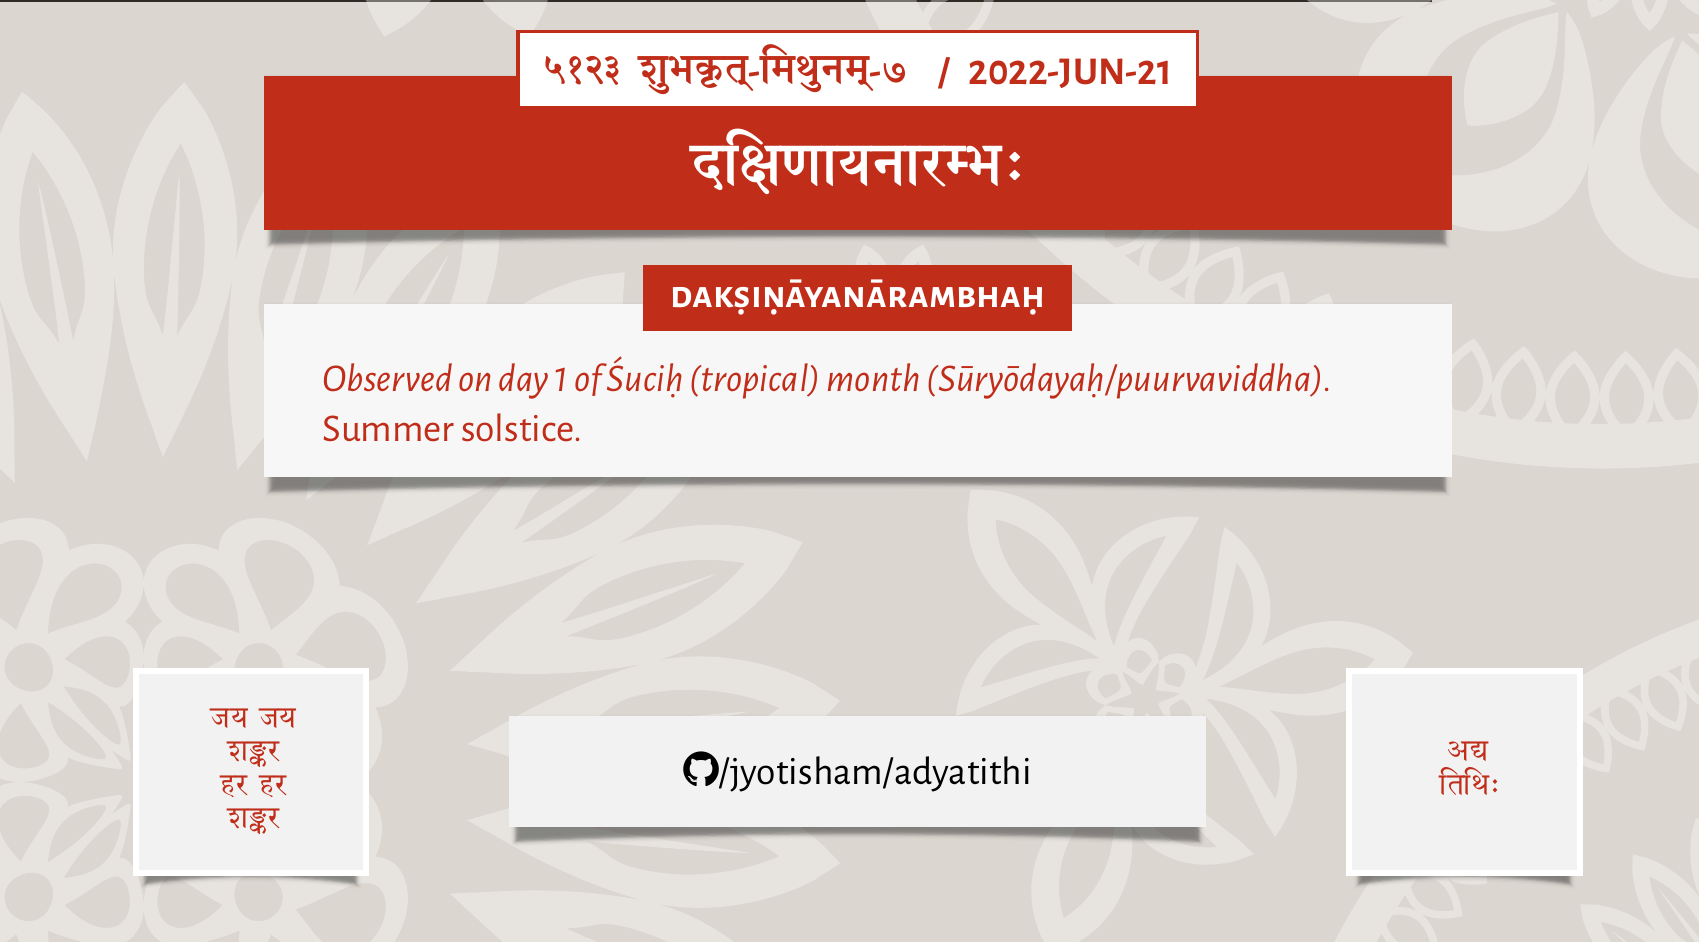 ५१२३ शुभकृत्-मिथुनम्-७ / 2022-JUN-21
दक्षिणायनारम्भः
DAKṢIṆĀYANĀRAMBHAḤ
Observed on day 1 of Śuciḥ (tropical) month (Sūryōdayaḥ/puurvaviddha).
Summer solstice.
जय जय
शङ्कर
हर हर
शङ्कर
/jyotisham/adyatithi
अद्य
तिथिः